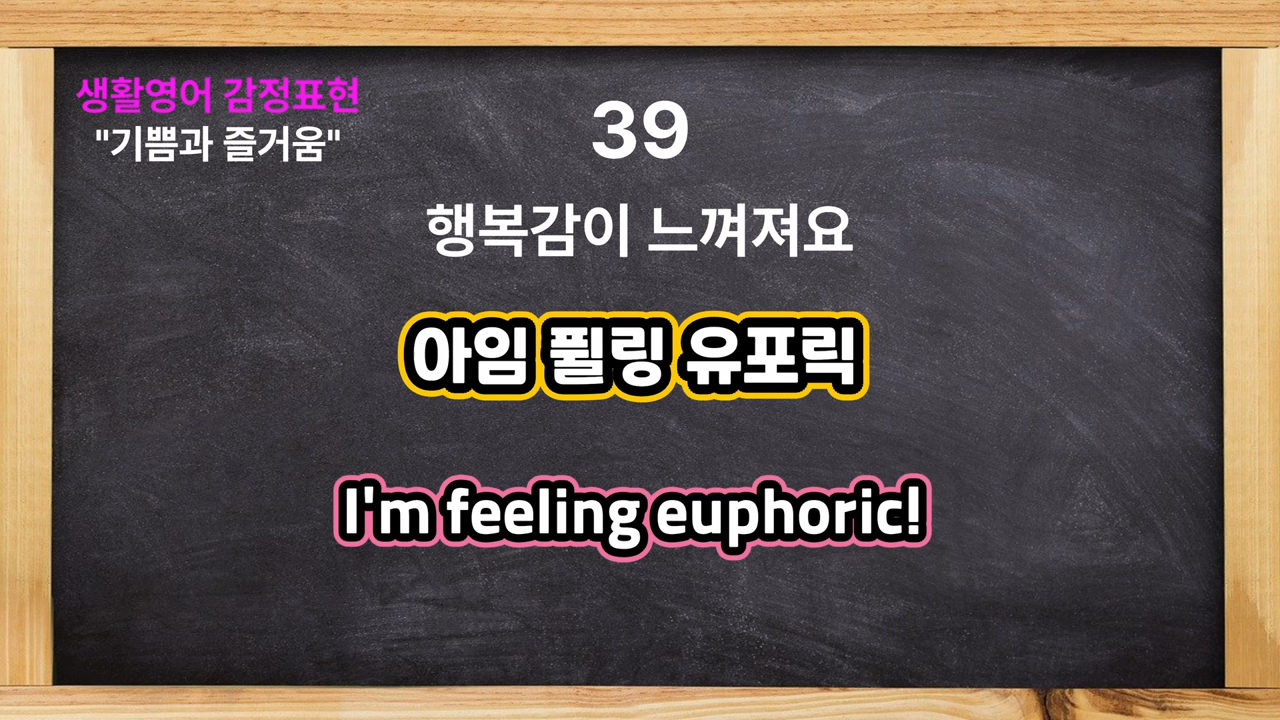 생활영어 감정표현
"기쁨과 즐거움"
39
행복감이 느껴져요
아임 퓔링 유포릭
I'm feeling euphoric!